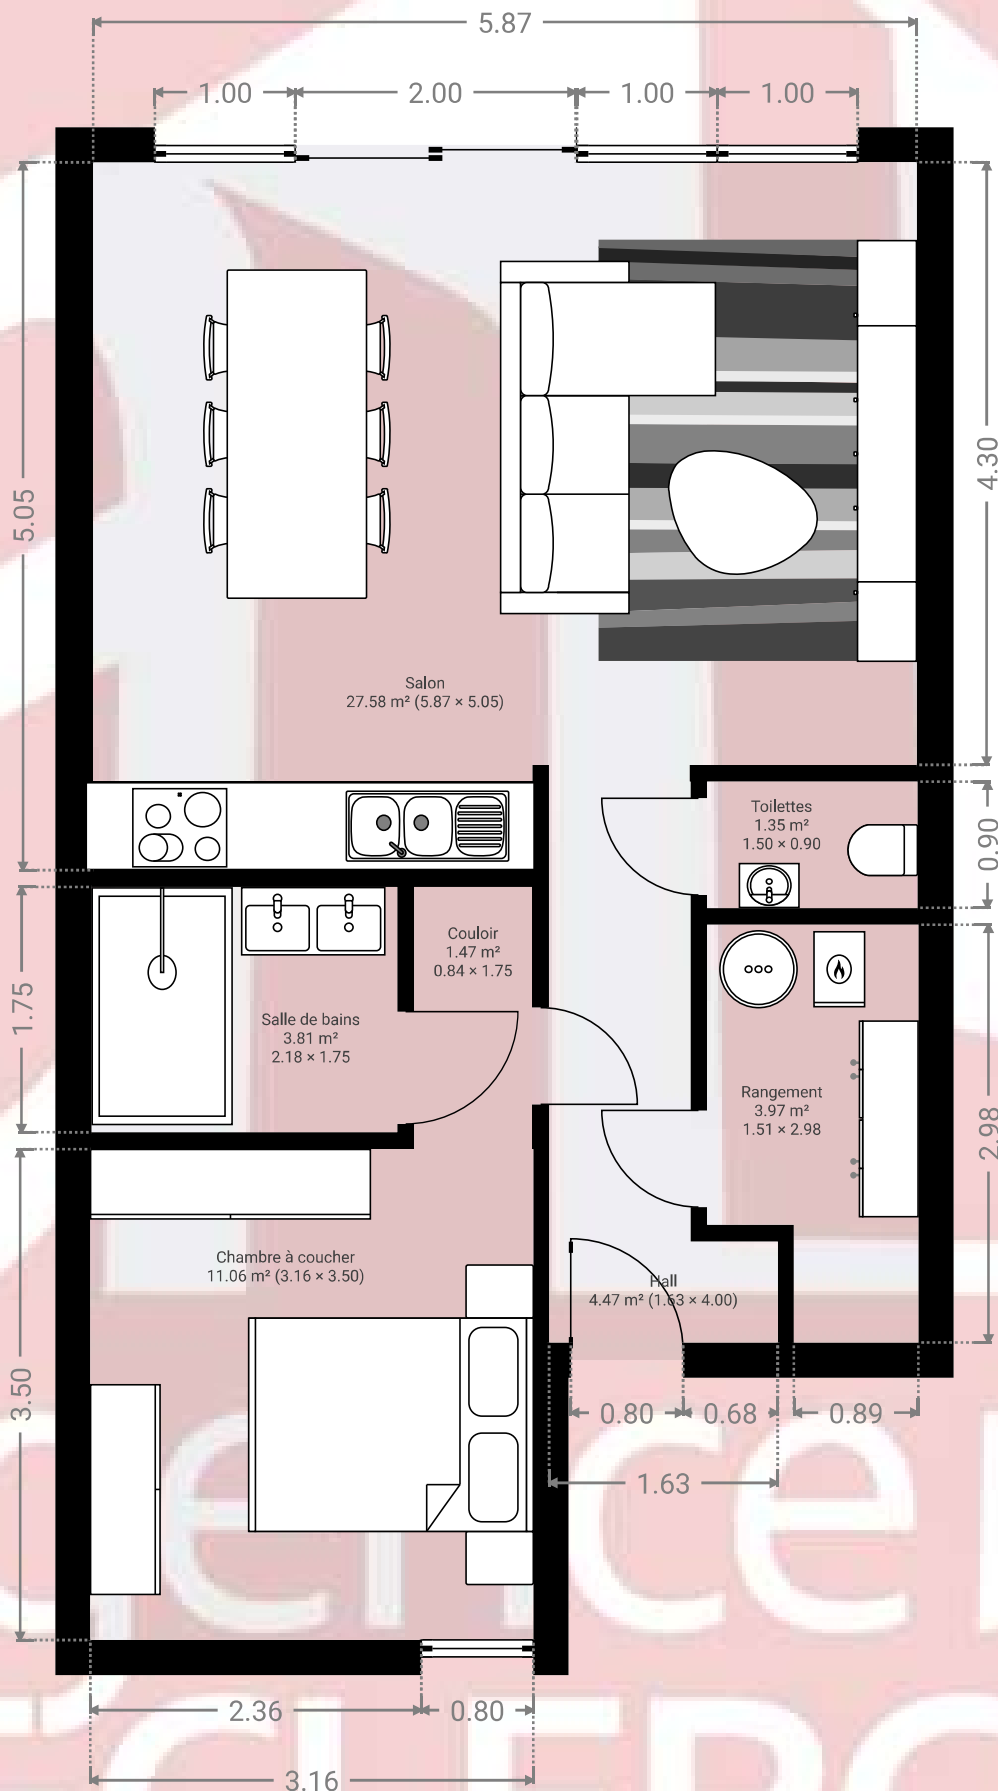 5.87
1.00 2.00 1.00 1.00
4.30
5.05
Salon
27.58 m² (5.87 × 5.05)
Toilettes
1.35 m²
1.50 × 0.90
0.90
Couloir
1.47 m²
0.84 × 1.75
1.75
Salle de bains
3.81 m²
2.18 × 1.75
Rangement
3.97 m²
1.51 × 2.98
2.98
Chambre à coucher
11.06 m² (3.16 × 3.50)
Hall
4.47 m² (1.63 × 4.00)
3.50
0.80 0.68 0.89
1.63
2.36 0.80
3.16